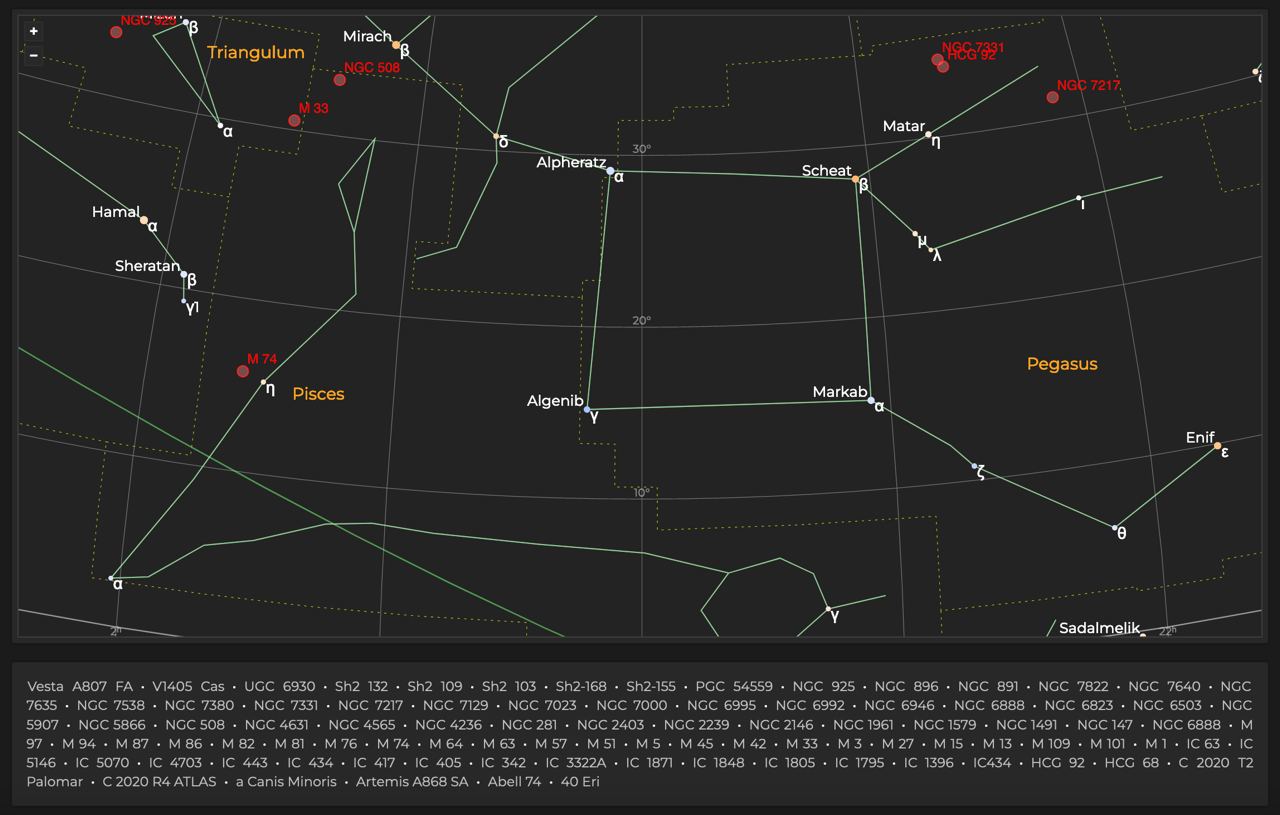 +
−
NGC 925
β
Triangulum
Mirach
β
NGC 508
M 33
α
NGC 7331
HCG 92
NGC 7217
Matar
η
δ
30°
Alpheratz
α
Scheat
β
ι
Hamal
α
μ
λ
Sheratan
β
γ1
20°
M 74
η
Pisces
Pegasus
Algenib
γ
Markab
α
Enif
ε
ζ
10°
θ
α
γ
2h
Sadalmelik
22h
Vesta A807 FA • V1405 Cas • UGC 6930 • Sh2 132 • Sh2 109 • Sh2 103 • Sh2-168 • Sh2-155 • PGC 54559 • NGC 925 • NGC 896 • NGC 891 • NGC 7822 • NGC 7640 • NGC
7635 • NGC 7538 • NGC 7380 • NGC 7331 • NGC 7217 • NGC 7129 • NGC 7023 • NGC 7000 • NGC 6995 • NGC 6992 • NGC 6946 • NGC 6888 • NGC 6823 • NGC 6503 • NGC
5907 • NGC 5866 • NGC 508 • NGC 4631 • NGC 4565 • NGC 4236 • NGC 281 • NGC 2403 • NGC 2239 • NGC 2146 • NGC 1961 • NGC 1579 • NGC 1491 • NGC 147 • NGC 6888 • M
97 • M 94 • M 87 • M 86 • M 82 • M 81 • M 76 • M 74 • M 64 • M 63 • M 57 • M 51 • M 5 • M 45 • M 42 • M 33 • M 3 • M 27 • M 15 • M 13 • M 109 • M 101 • M 1 • IC 63 • IC
5146 • IC 5070 • IC 4703 • IC 443 • IC 434 • IC 417 • IC 405 • IC 342 • IC 3322A • IC 1871 • IC 1848 • IC 1805 • IC 1795 • IC 1396 • IC434 • HCG 92 • HCG 68 • C 2020 T2
Palomar • C 2020 R4 ATLAS • a Canis Minoris • Artemis A868 SA • Abell 74 • 40 Eri